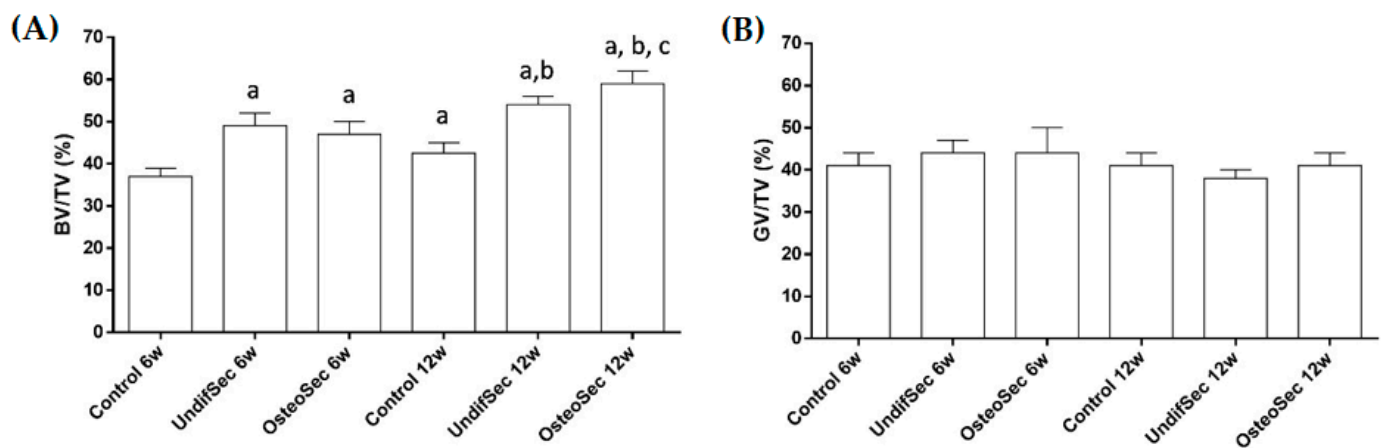 (A)
BV/TV (%)
70
60
50
40
30
20
10
0
a
a
a
a,b
a, b, c
Control 6w
UndifSec 6w
OsteoSec 6w
Control 12w
UndifSec 12w
OsteoSec 12w
(B)
GV/TV (%)
70
60
50
40
30
20
10
0
Control 6w
UndifSec 6w
OsteoSec 6w
Control 12w
UndifSec 12w
OsteoSec 12w